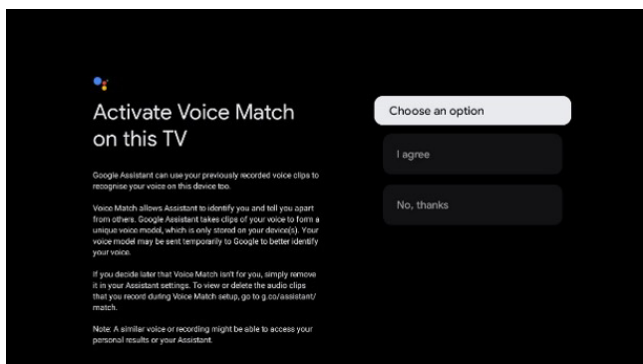 Activate Voice Match
on this TV
Google Assistant can use your previously recorded voice clips to
recognise your voice on this device too.
Voice Match allows Assistant to identify you and tell you apart
from others. Google Assistant takes clips of your voice to form a
unique voice model, which is only stored on your device(s). Your
voice model may be sent temporarily to Google to better identify
your voice.
If you decide later that Voice Match isn't for you, simply remove
it in your Assistant settings. To view or delete the audio clips
that you record during Voice Match setup, go to g.co/assistant/
match.
Note: A similar voice or recording might be able to access your
personal results or your Assistant.
Choose an option
I agree
No, thanks